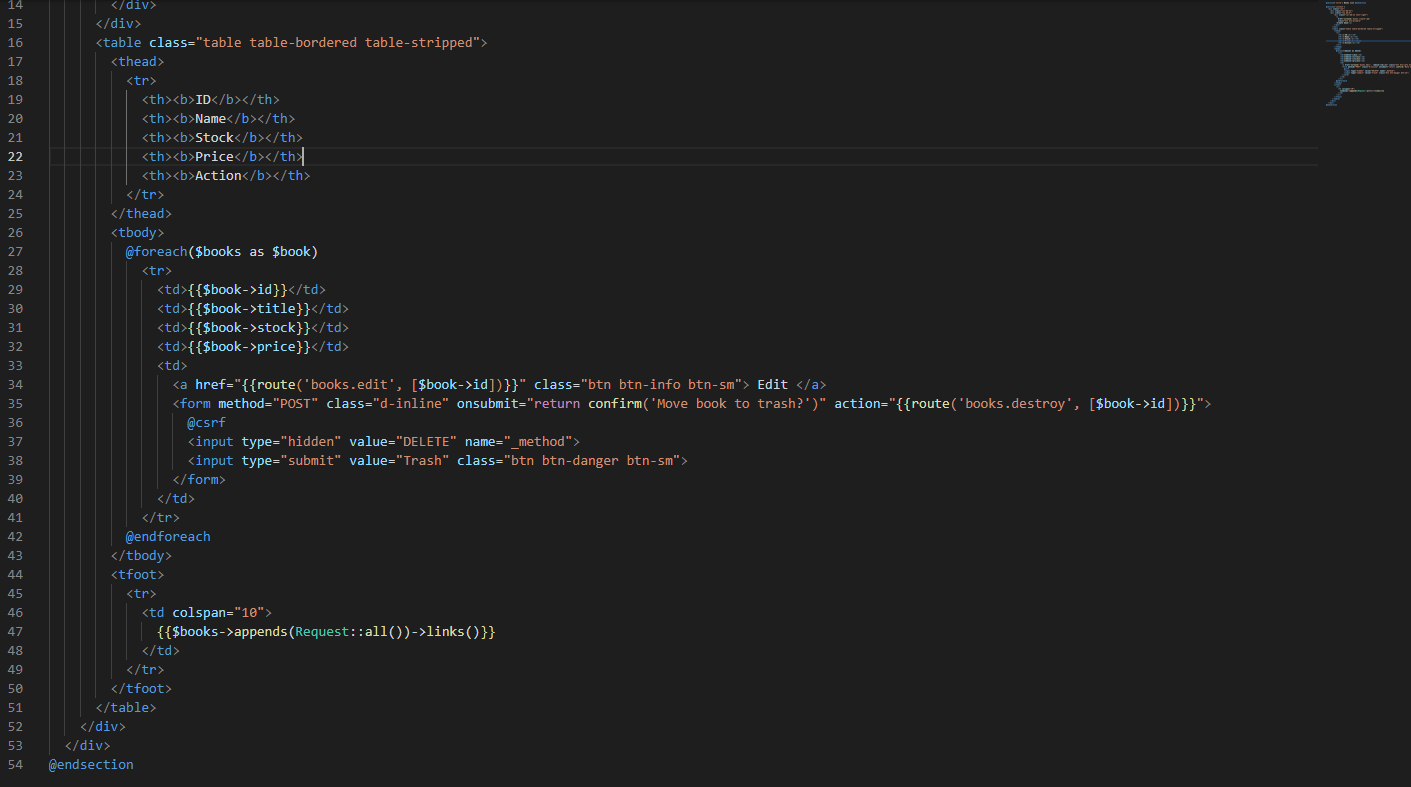 14 </div>
15 </div>
16 <table class="table table-bordered table-stripped">
17 <thead>
18 <tr>
19 <th><b>ID</b></th>
20 <th><b>Name</b></th>
21 <th><b>Stock</b></th>
22 <th><b>Price</b></th>
23 <th><b>Action</b></th>
24 </tr>
25 </thead>
26 <tbody>
27 @foreach($books as $book)
28 <tr>
29 <td>{{$book->id}}</td>
30 <td>{{$book->title}}</td>
31 <td>{{$book->stock}}</td>
32 <td>{{$book->price}}</td>
33 <td>
34 <a href="{{route('books.edit', [$book->id])}}" class="btn btn-info btn-sm"> Edit </a>
35 <form method="POST" class="d-inline" onsubmit="return confirm('Move book to trash?')" action="{{route('books.destroy', [$book->id])}}">
36 @csrf
37 <input type="hidden" value="DELETE" name="_method">
38 <input type="submit" value="Trash" class="btn btn-danger btn-sm">
39 </form>
40 </td>
41 </tr>
42 @endforeach
43 </tbody>
44 <tfoot>
45 <tr>
46 <td colspan="10">
47 {{$books->appends(Request::all())->links()}}
48 </td>
49 </tr>
50 </tfoot>
51 </table>
52 </div>
53 </div>
54 @endsection